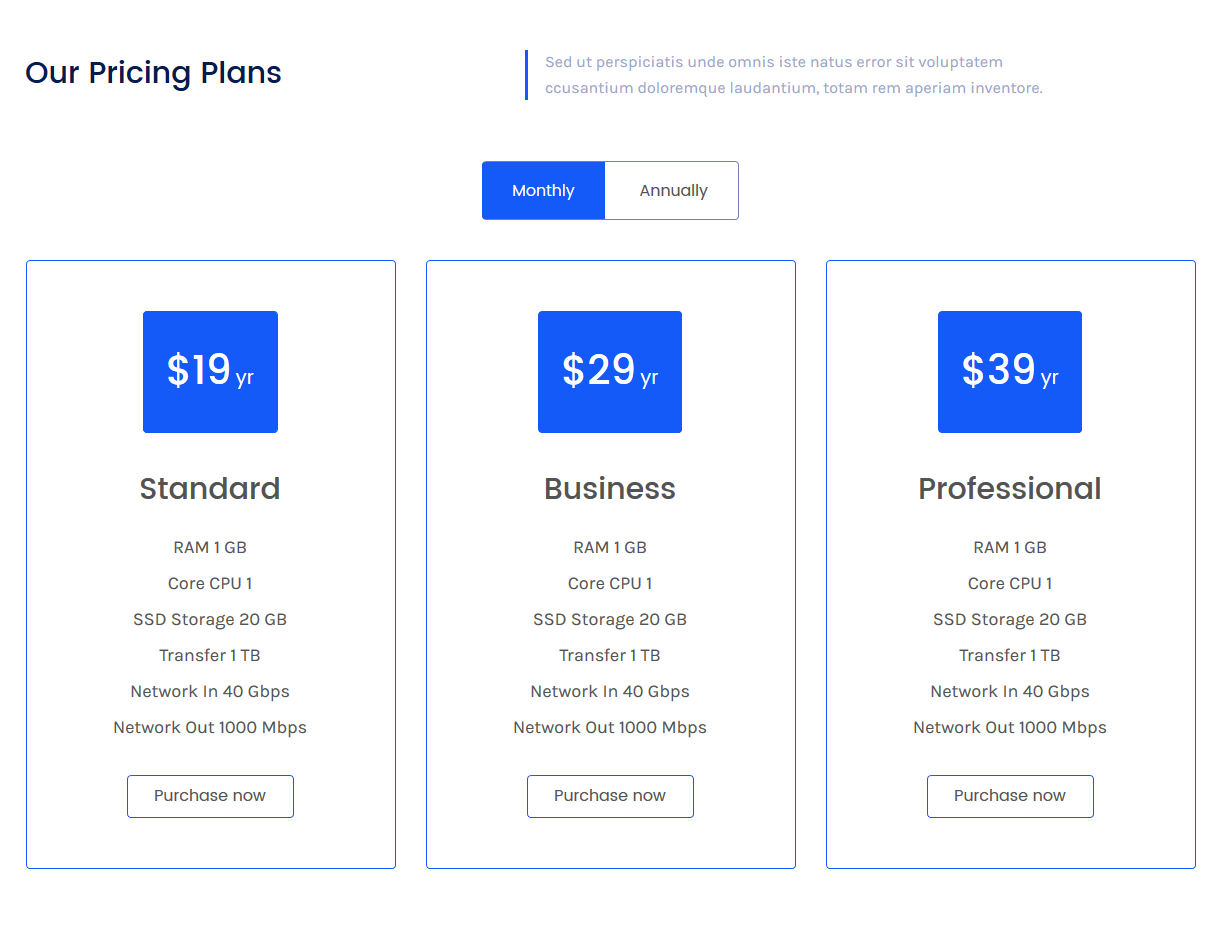 Our Pricing Plans
Sed ut perspiciatis unde omnis iste natus error sit voluptatem
ccusantium doloremque laudantium, totam rem aperiam inventore.
Monthly
Annually
$19 yr
Standard
RAM 1 GB
Core CPU 1
SSD Storage 20 GB
Transfer 1 TB
Network In 40 Gbps
Network Out 1000 Mbps
Purchase now
$29 yr
Business
RAM 1 GB
Core CPU 1
SSD Storage 20 GB
Transfer 1 TB
Network In 40 Gbps
Network Out 1000 Mbps
Purchase now
$39 yr
Professional
RAM 1 GB
Core CPU 1
SSD Storage 20 GB
Transfer 1 TB
Network In 40 Gbps
Network Out 1000 Mbps
Purchase now